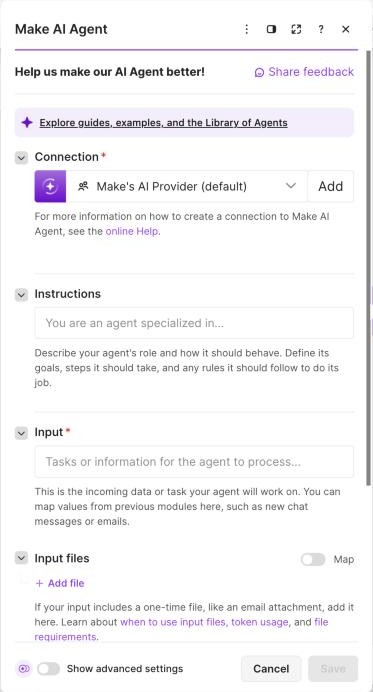 Make AI Agent
Help us make our AI Agent better!
Share feedback
Explore guides, examples, and the Library of Agents
Connection*
Make's AI Provider (default)
Add
For more information on how to create a connection to Make AI
Agent, see the online Help.
Instructions
You are an agent specialized in...
Describe your agent's role and how it should behave. Define its
goals, steps it should take, and any rules it should follow to do its
job.
Input*
Tasks or information for the agent to process...
This is the incoming data or task your agent will work on. You can
map values from previous modules here, such as new chat
messages or emails.
Input files
Map
+ Add file
If your input includes a one-time file, like an email attachment, add it
here. Learn about when to use input files, token usage, and file
requirements.
Show advanced settings
Cancel
Save